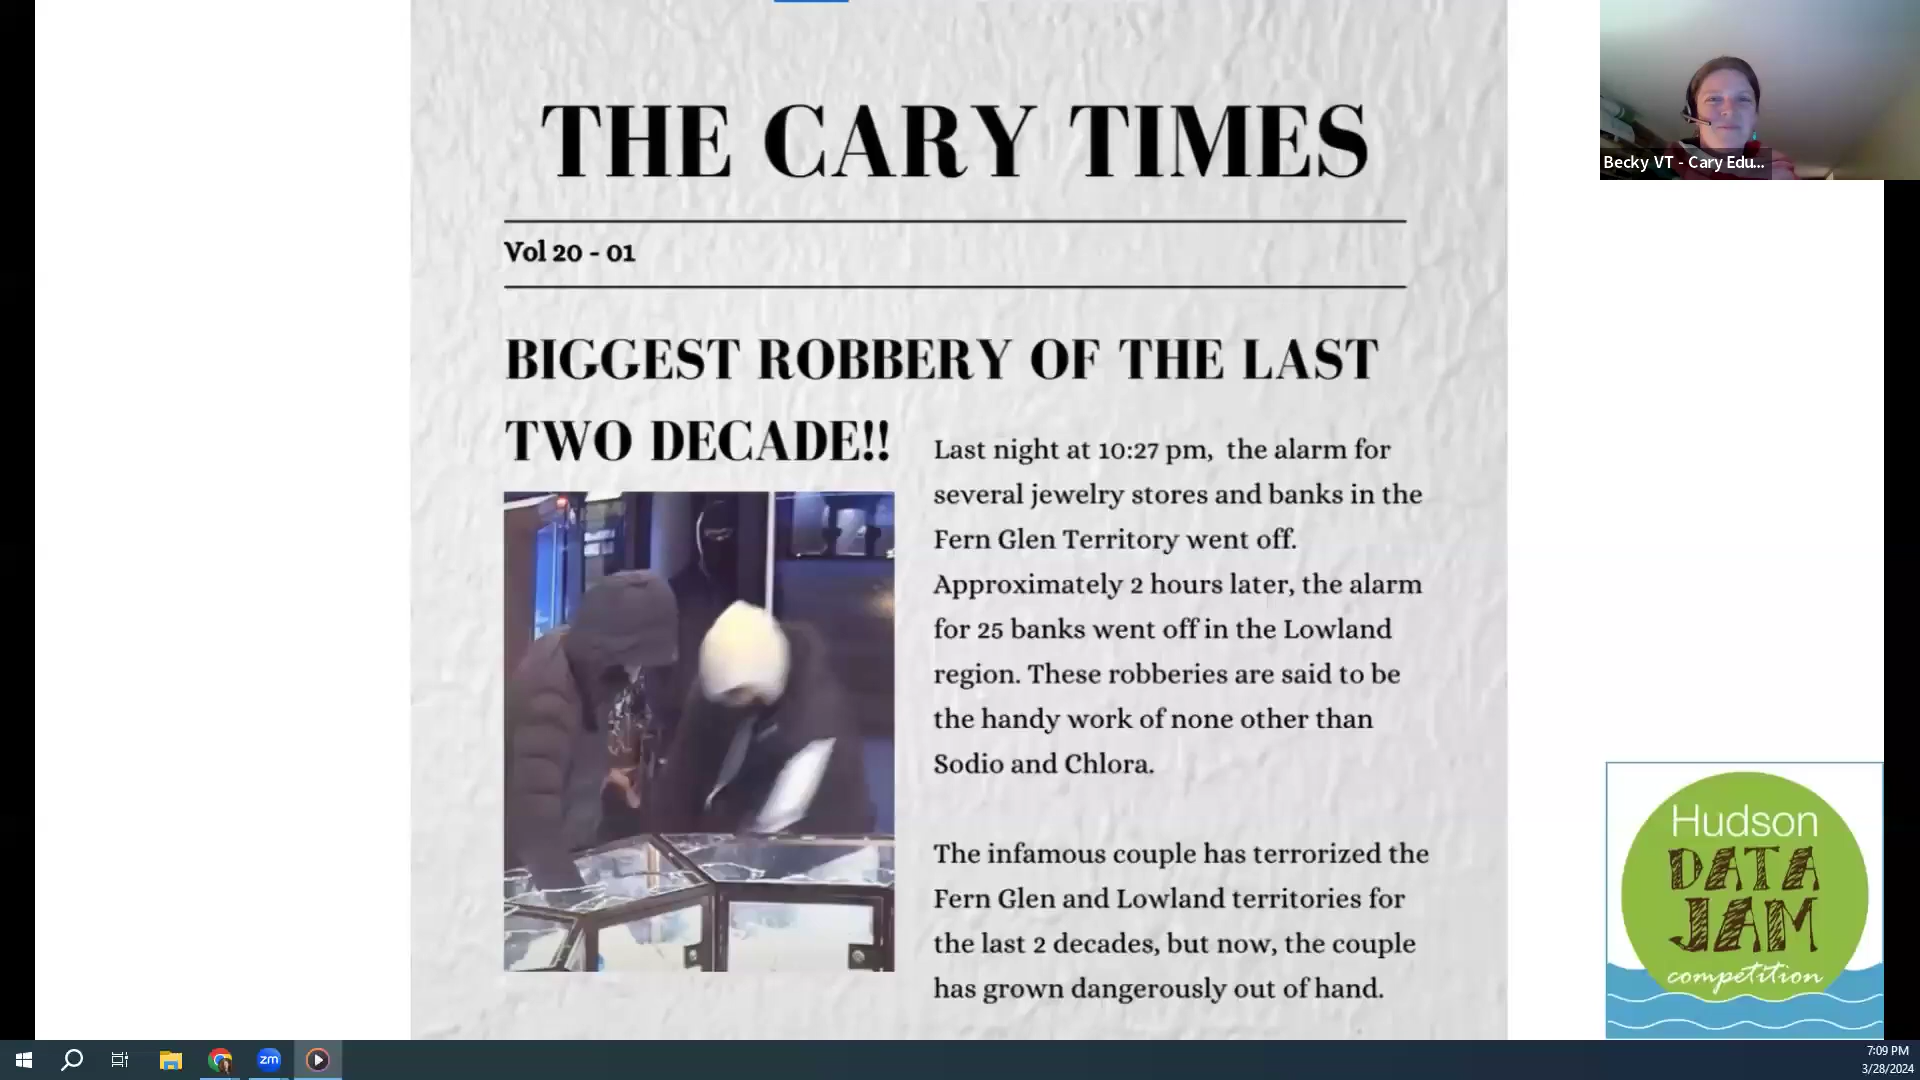 THE CARY TIMES
Vol 20 - 01
BIGGEST ROBBERY OF THE LAST
TWO DECADE!!
Last night at 10:27 pm, the alarm for
several jewelry stores and banks in the
Fern Glen Territory went off.
Approximately 2 hours later, the alarm
for 25 banks went off in the Lowland
region. These robberies are said to be
the handy work of none other than
Sodio and Chlora.
The infamous couple has terrorized the
Fern Glen and Lowland territories for
the last 2 decades, but now, the couple
has grown dangerously out of hand.
Becky VT - Cary Edu...
Hudson
DATA
JAM
competition
zm
7:09 PM
3/28/2024